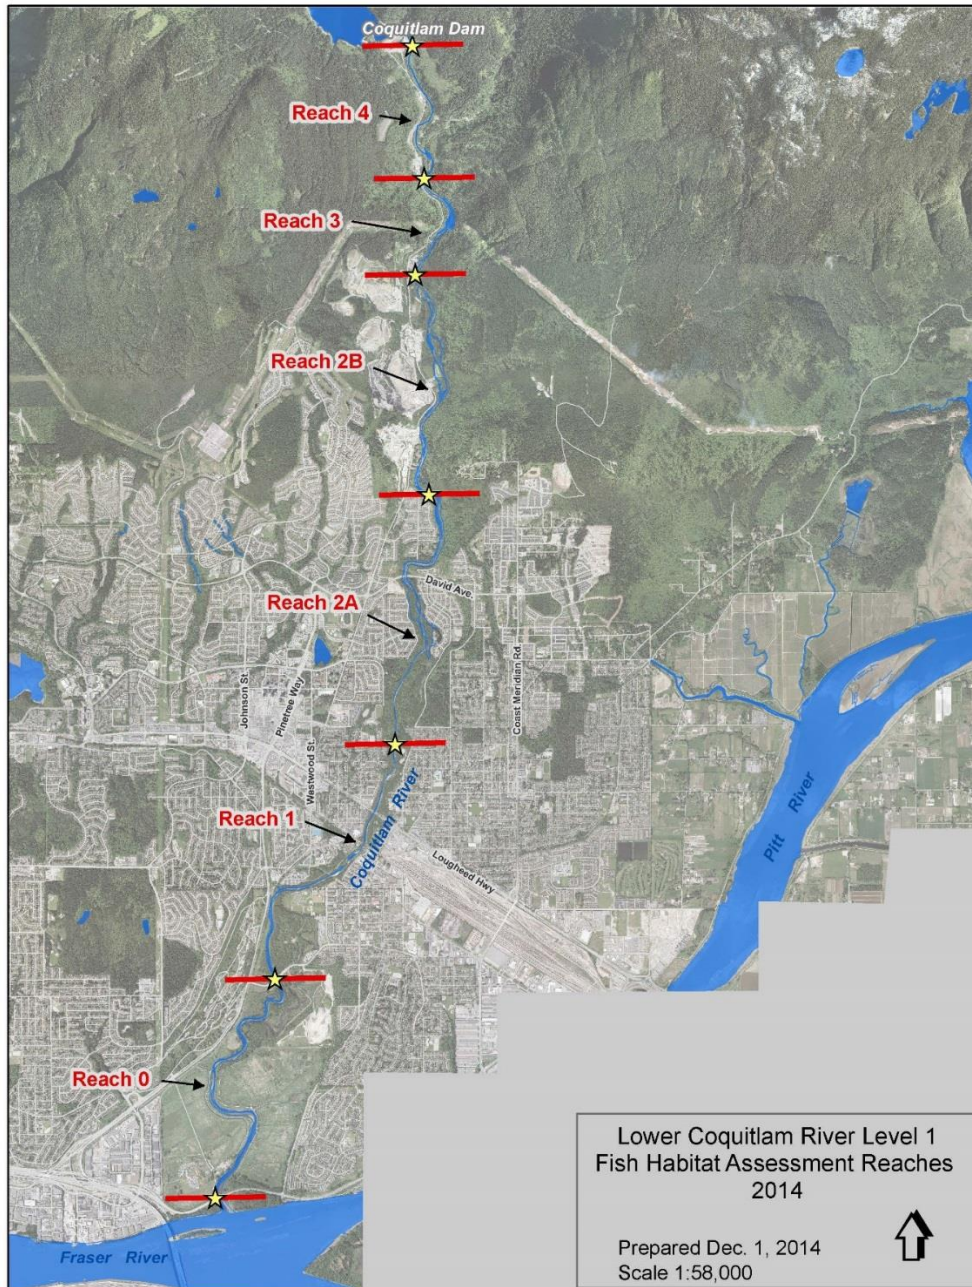 Coquitlam Dam
Reach 4
Reach 3
Reach 2B
David Ave.
Reach 2A
Coast Meridian Rd.
Johnson St.
Pinetree Way
Westwood St.
Reach 1
Coquitlam River
Lougheed Hwy
Pitt River
Reach 0
Fraser River
Lower Coquitlam River Level 1
Fish Habitat Assessment Reaches
2014
Prepared Dec. 1, 2014
Scale 1:58,000